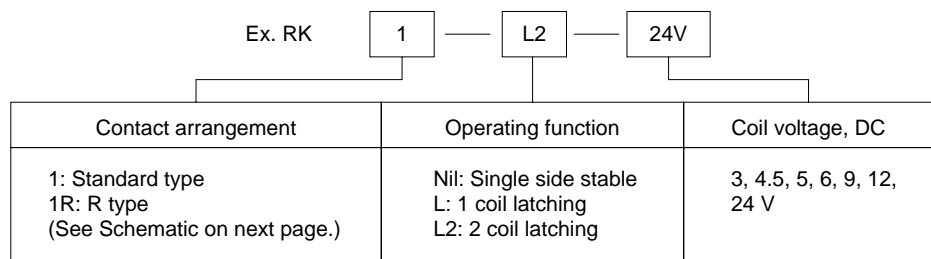 Ex. RK 1 — L2 — 24V
Contact arrangement
Operating function
Coil voltage, DC
1: Standard type
1R: R type
(See Schematic on next page.)
Nil: Single side stable
L: 1 coil latching
L2: 2 coil latching
3, 4.5, 5, 6, 9, 12,
24 V